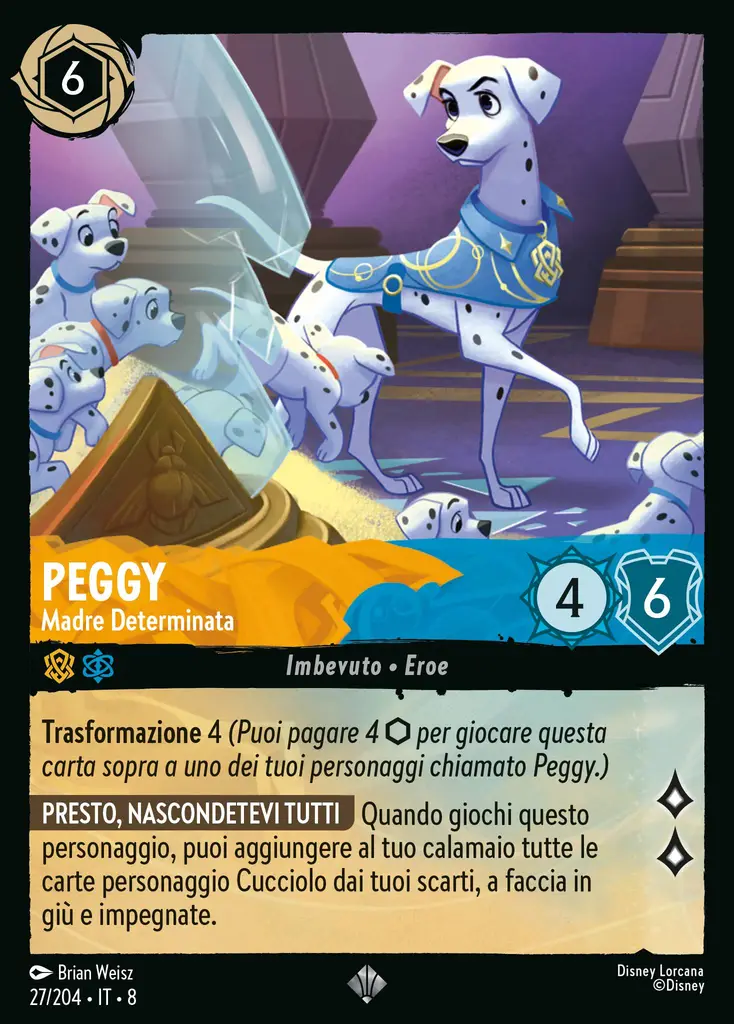 6
PEGGY
Madre Determinata
4
6
Imbevuto • Eroe
Trasformazione 4 (Puoi pagare 4 per giocare questa
carta sopra a uno dei tuoi personaggi chiamato Peggy.)
PRESTO, NASCONDETEVI TUTTI Quando giochi questo
personaggio, puoi aggiungere al tuo calamaio tutte le
carte personaggio Cucciolo dai tuoi scarti, a faccia in
giù e impegnate.
Brian Weisz
27/204 • IT • 8
Disney Lorcana
©Disney